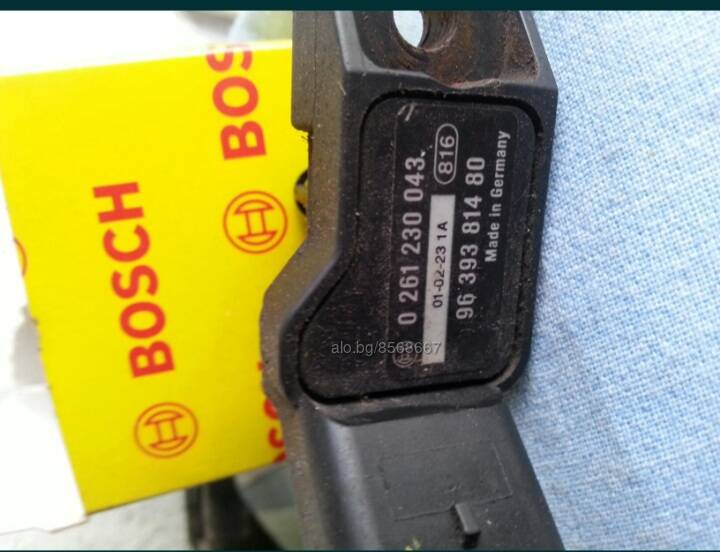 BOSCH
BOS
0 261 230 043.
816
01-02-23 1A
96 393 814 80
Made in Germany
alo.bg/8568667